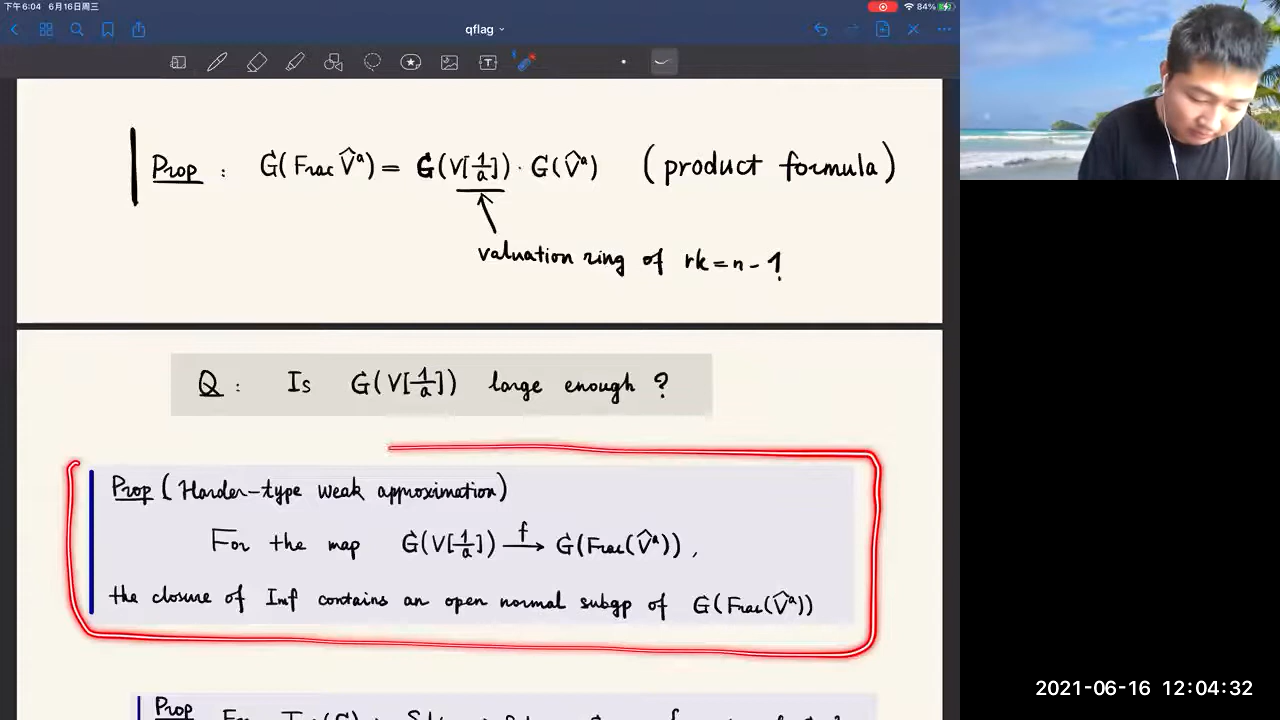 下午6:04 6月16日周三
84%
qflag
Prop : G(Frac V̂ᵃ) = G(V[1/a]) · G(V̂ᵃ) (product formula)
valuation ring of rk = n - 1
Q : Is G(V[1/a]) large enough ?
Prop (Harder-type weak approximation)
For the map G(V[1/a]) →f G(Frac(V̂ᵃ)),
the closure of Imf contains an open normal subgp of G(Frac(V̂ᵃ))
Prop
2021-06-16 12:04:32